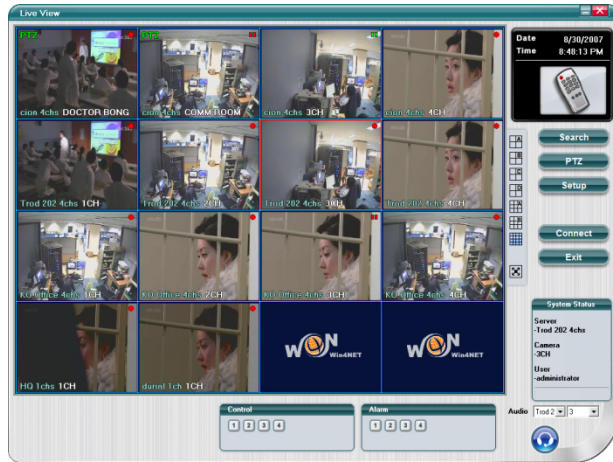 Live View
PTZ
PTZ
cion 4chs DOCTOR BONG
cion 4chs COMM ROOM
cion 4chs 3CH
cion 4chs 4CH
Trod 202 4chs 1CH
Trod 202 4chs 2CH
Trod 202 4chs 3CH
Trod 202 4chs 4CH
KO Office 4chs 1CH
KO Office 4chs 2CH
KO Office 4chs 3CH
KO Office 4chs 4CH
HQ 1chs 1CH
1ch 1CH
WON
Win4NET
WON
Win4NET
Date 8/30/2007
Time 8:48:13 PM
Search
PTZ
Setup
Connect
Exit
System Status
Server
-Trod 202 4chs
Camera
-3CH
User
-administrator
Control
1 2 3 4
Alarm
1 2 3 4
Audio Trod 2 3